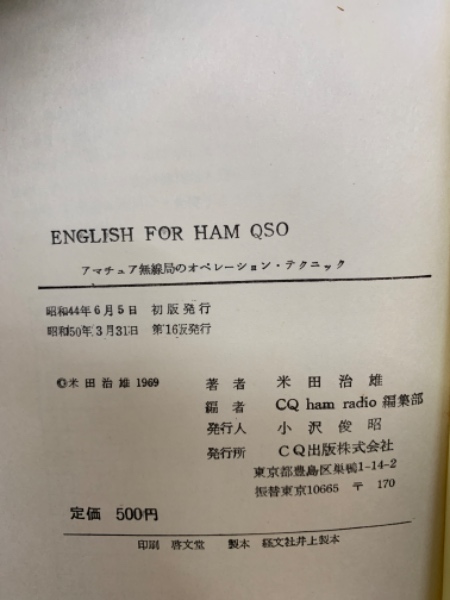 ENGLISH FOR HAM QSO
アマチュア無線局のオペレーション・テクニック
昭和44年6月5日 初版発行
昭和50年3月31日 第16版発行
©米田治雄1969
著者 米田治雄
編者 CQ ham radio 編集部
発行人 小沢俊昭
発行所 CQ出版株式会社
東京都豊島区巣鴨1-14-2
振替東京10665 〒 170
定価 500円
印刷 啓文堂 製本 経文社井上製本